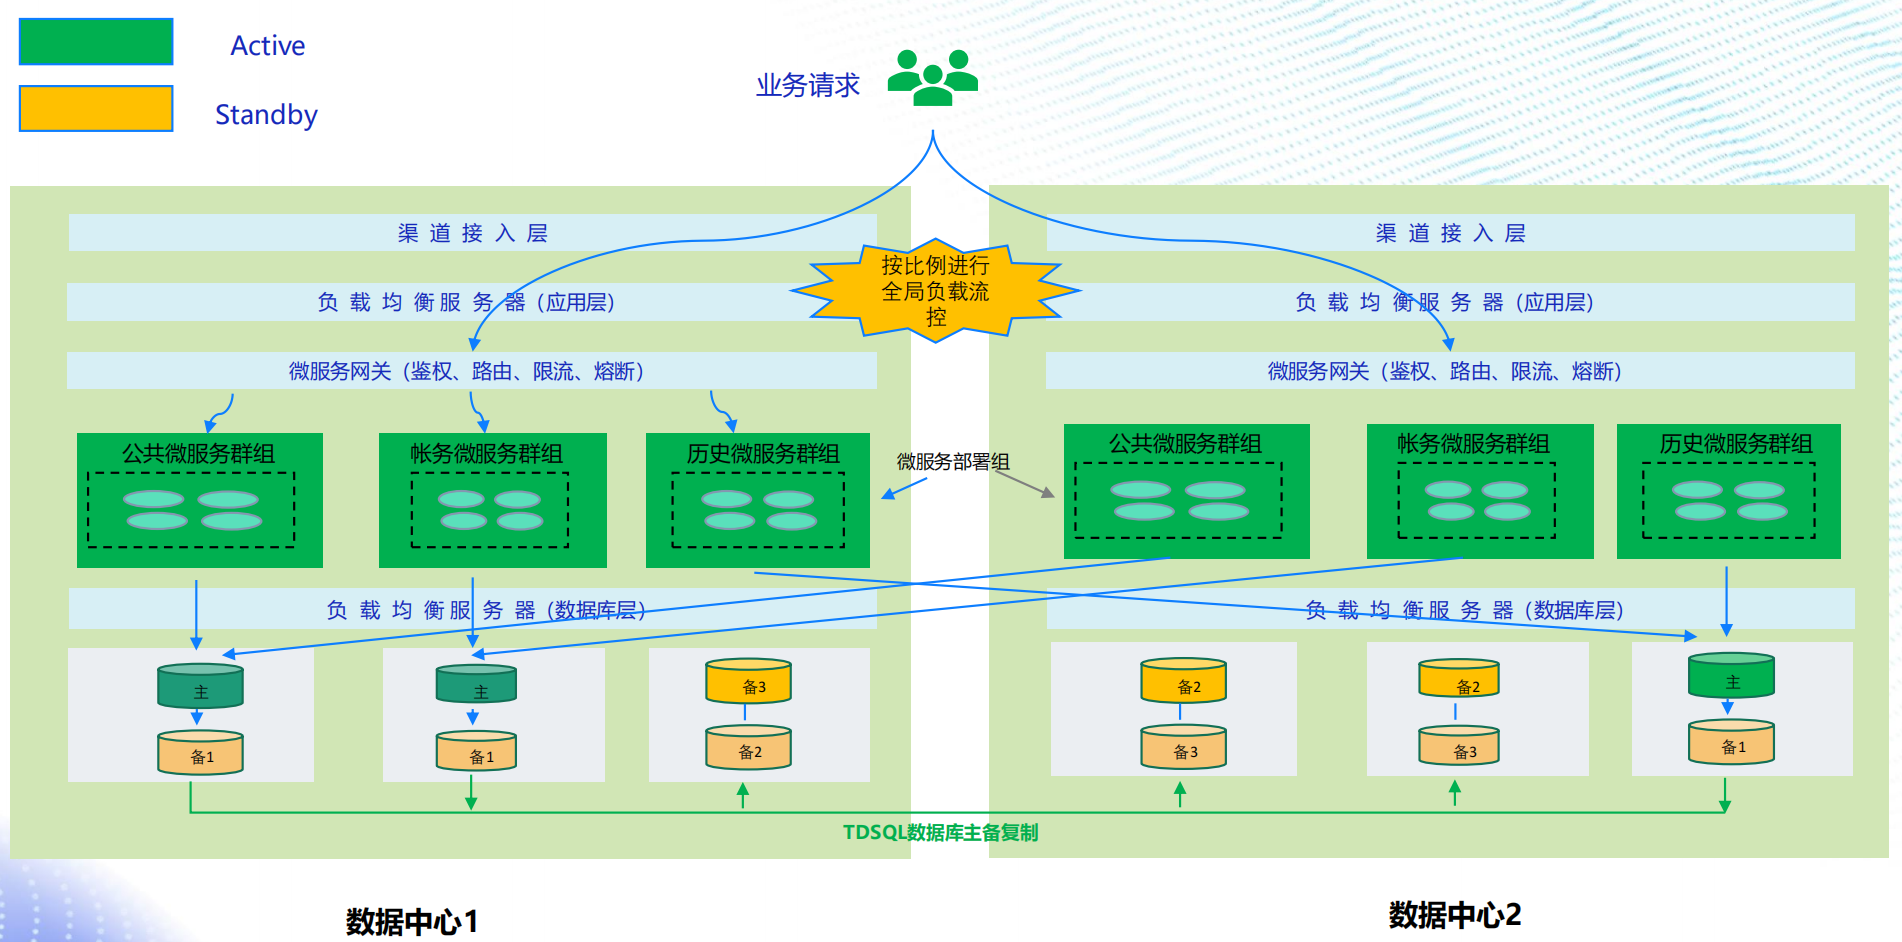 Active
Standby
业务请求
渠道接入层
渠道接入层
按比例进行
全局负载流
控
负载均衡服务器（应用层）
负载均衡服务器（应用层）
微服务网关（鉴权、路由、限流、熔断）
微服务网关（鉴权、路由、限流、熔断）
公共微服务群组
帐务微服务群组
历史微服务群组
微服务部署组
公共微服务群组
帐务微服务群组
历史微服务群组
负载均衡服务器（数据库层）
负载均衡服务器（数据库层）
主
主
备3
备2
备2
主
备1
备1
备2
备3
备3
备1
TDSQL数据库主备复制
数据中心1
数据中心2